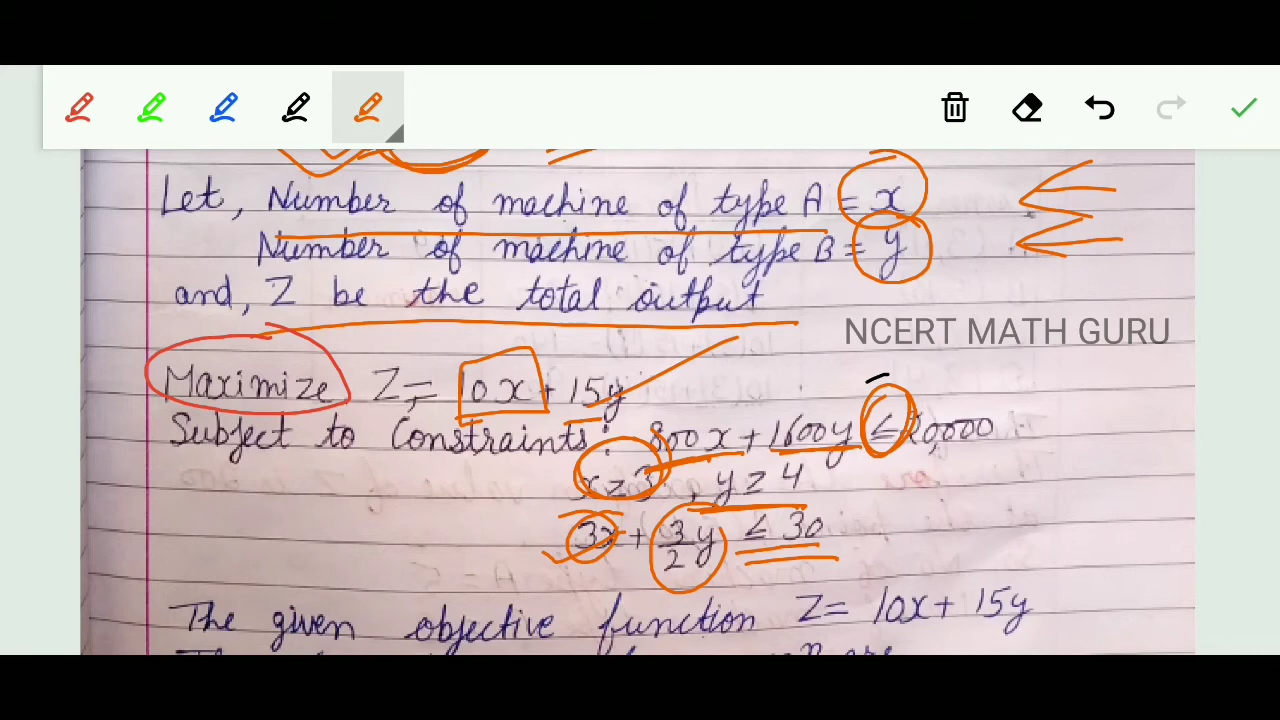 Let, Number of machine of type A = x
Number of machine of type B = y
and, Z be the total output
NCERT MATH GURU
Maximize Z = 10x + 15y
Subject to Constraints : 800x + 1600y ≤ 20,0000
x ≥ 3 , y ≥ 4
3x + 3/2 y ≤ 30
The given objective function Z = 10x + 15y